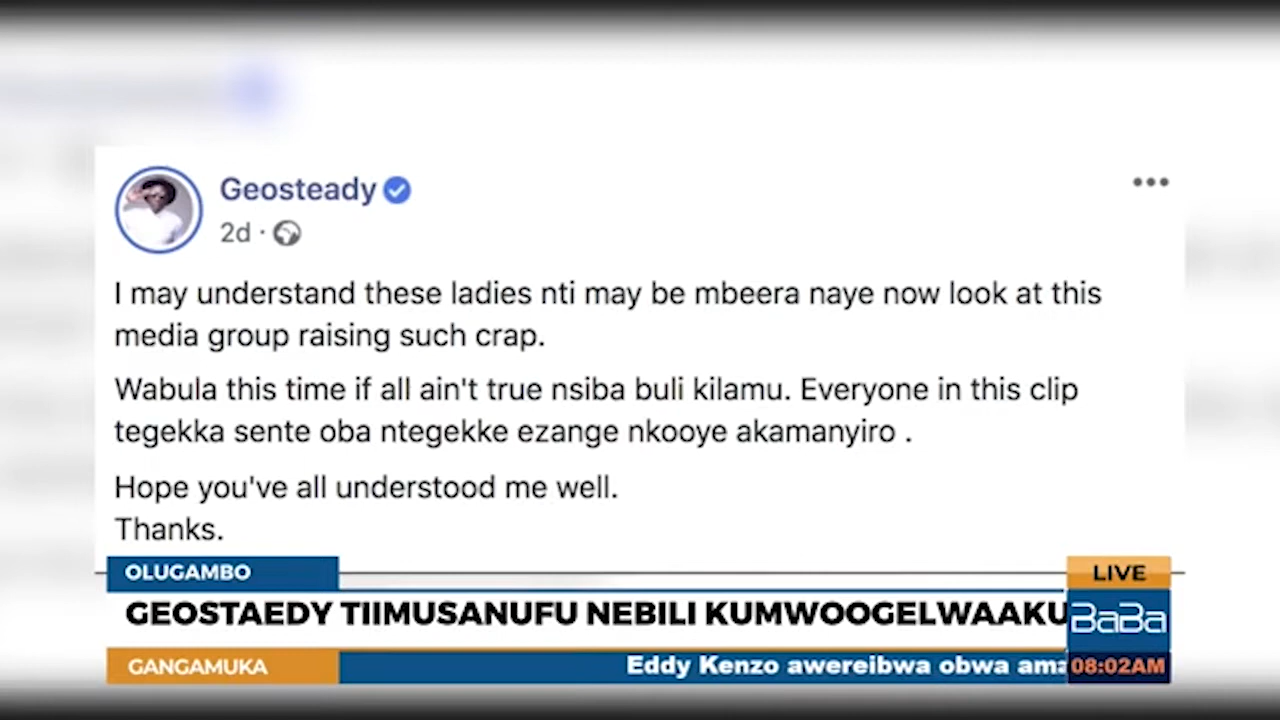 Geosteady
2d ·
I may understand these ladies nti may be mbeera naye now look at this
media group raising such crap.
Wabula this time if all ain't true nsiba buli kilamu. Everyone in this clip
tegekka sente oba ntegekke ezange nkooye akamanyiro .
Hope you've all understood me well.
Thanks.
OLUGAMBO
LIVE
GEOSTAEDY TIIMUSANUFU NEBILI KUMWOOGELWAAKU
BaBa
GANGAMUKA
Eddy Kenzo awereibwa obwa ama
08:02AM